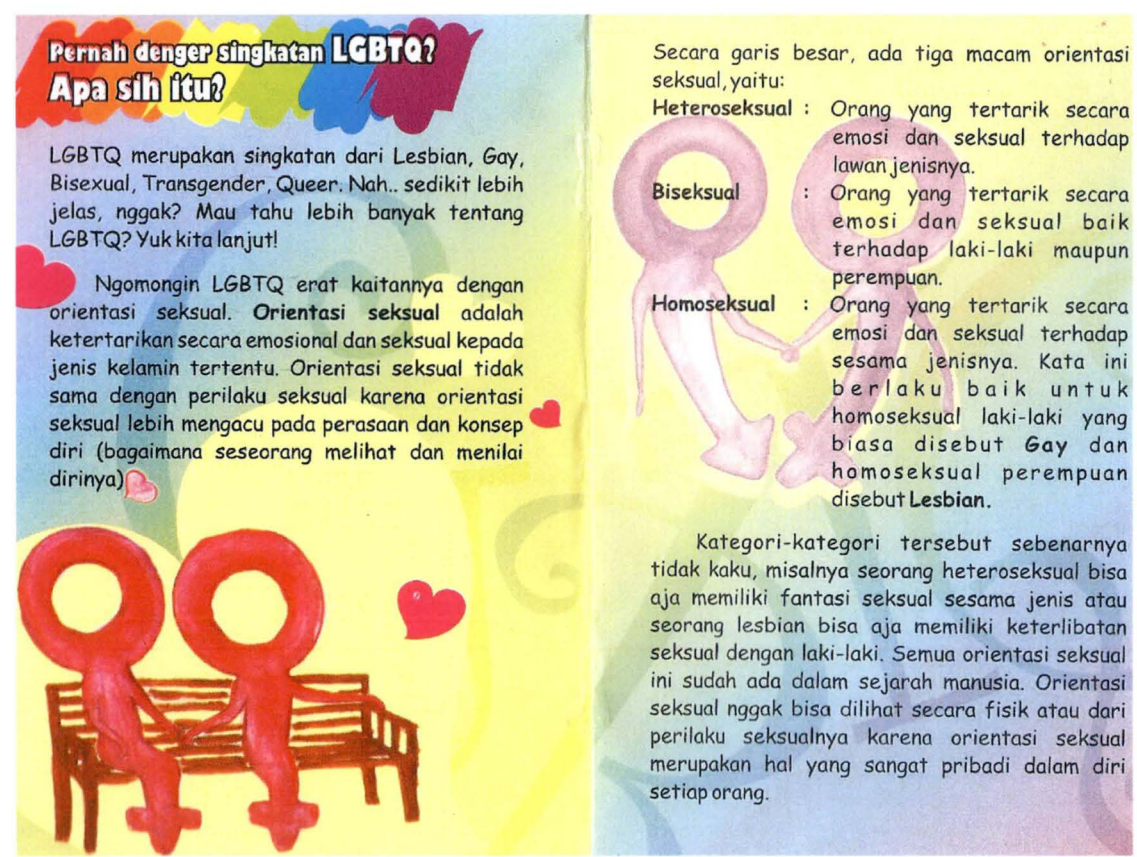 Pernah denger singkatan LGBTQ?
Apa sih itu?
LGBTQ merupakan singkatan dari Lesbian, Gay,
Bisexual, Transgender, Queer. Nah.. sedikit lebih
jelas, nggak? Mau tahu lebih banyak tentang
LGBTQ? Yuk kita lanjut!
Ngomongin LGBTQ erat kaitannya dengan
orientasi seksual. Orientasi seksual adalah
ketertarikan secara emosional dan seksual kepada
jenis kelamin tertentu. Orientasi seksual tidak
sama dengan perilaku seksual karena orientasi
seksual lebih mengacu pada perasaan dan konsep
diri (bagaimana seseorang melihat dan menilai
dirinya)
Secara garis besar, ada tiga macam orientasi
seksual, yaitu:
Heteroseksual : Orang yang tertarik secara
emosi dan seksual terhadap
lawan jenisnya.
Biseksual : Orang yang tertarik secara
emosi dan seksual baik
terhadap laki-laki maupun
perempuan.
Homoseksual : Orang yang tertarik secara
emosi dan seksual terhadap
sesama jenisnya. Kata ini
berlaku baik untuk
homoseksual laki-laki yang
biasa disebut Gay dan
homoseksual perempuan
disebut Lesbian.
Kategori-kategori tersebut sebenarnya
tidak kaku, misalnya seorang heteroseksual bisa
aja memiliki fantasi seksual sesama jenis atau
seorang lesbian bisa aja memiliki keterlibatan
seksual dengan laki-laki. Semua orientasi seksual
ini sudah ada dalam sejarah manusia. Orientasi
seksual nggak bisa dilihat secara fisik atau dari
perilaku seksualnya karena orientasi seksual
merupakan hal yang sangat pribadi dalam diri
setiap orang.